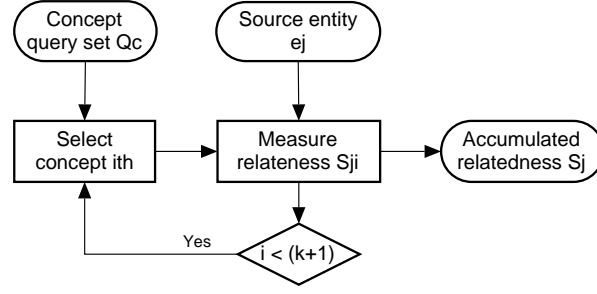 Concept
query set Qc
Source entity
ej
Select
concept ith
Measure
relateness Sji
Accumulated
relatedness Sj
Yes
i < (k+1)